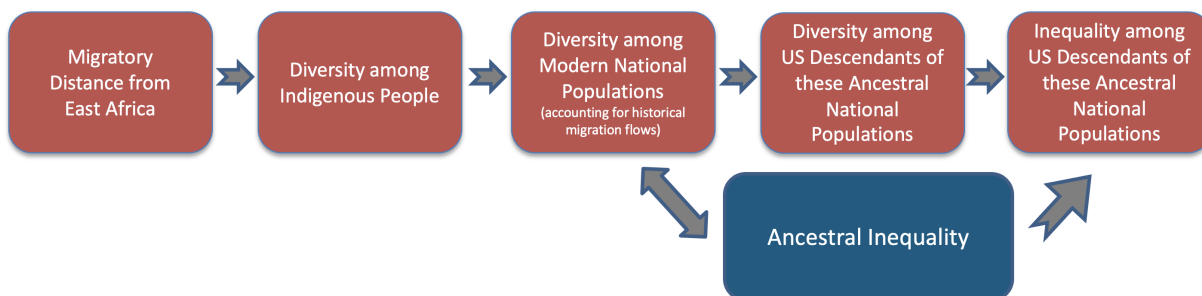 Migratory
Distance from
East Africa
Diversity among
Indigenous People
Diversity among
Modern National
Populations
(accounting for historical
migration flows)
Diversity among
US Descendants of
these Ancestral
National
Populations
Inequality among
US Descendants of
these Ancestral
National
Populations
Ancestral Inequality